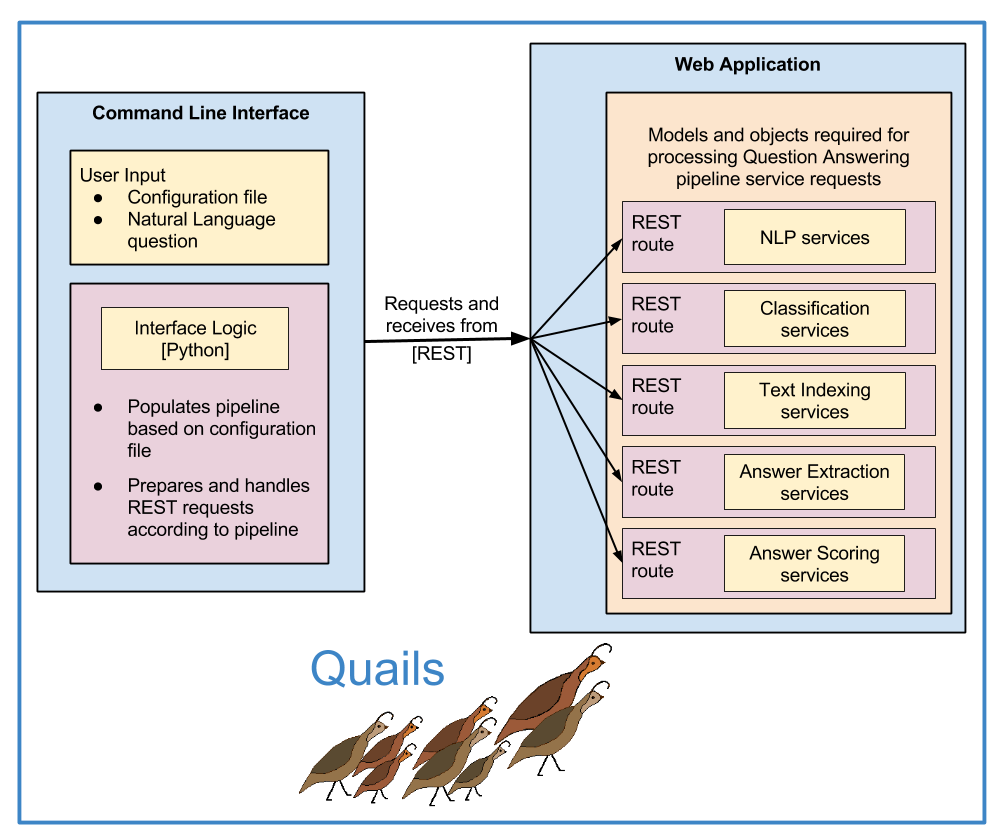 Command Line Interface
User Input
● Configuration file
● Natural Language
question
Interface Logic
[Python]
● Populates pipeline
based on configuration
file
● Prepares and handles
REST requests
according to pipeline
Requests and
receives from
[REST]
Web Application
Models and objects required for
processing Question Answering
pipeline service requests
REST
route
NLP services
REST
route
Classification
services
REST
route
Text Indexing
services
REST
route
Answer Extraction
services
REST
route
Answer Scoring
services
Quails